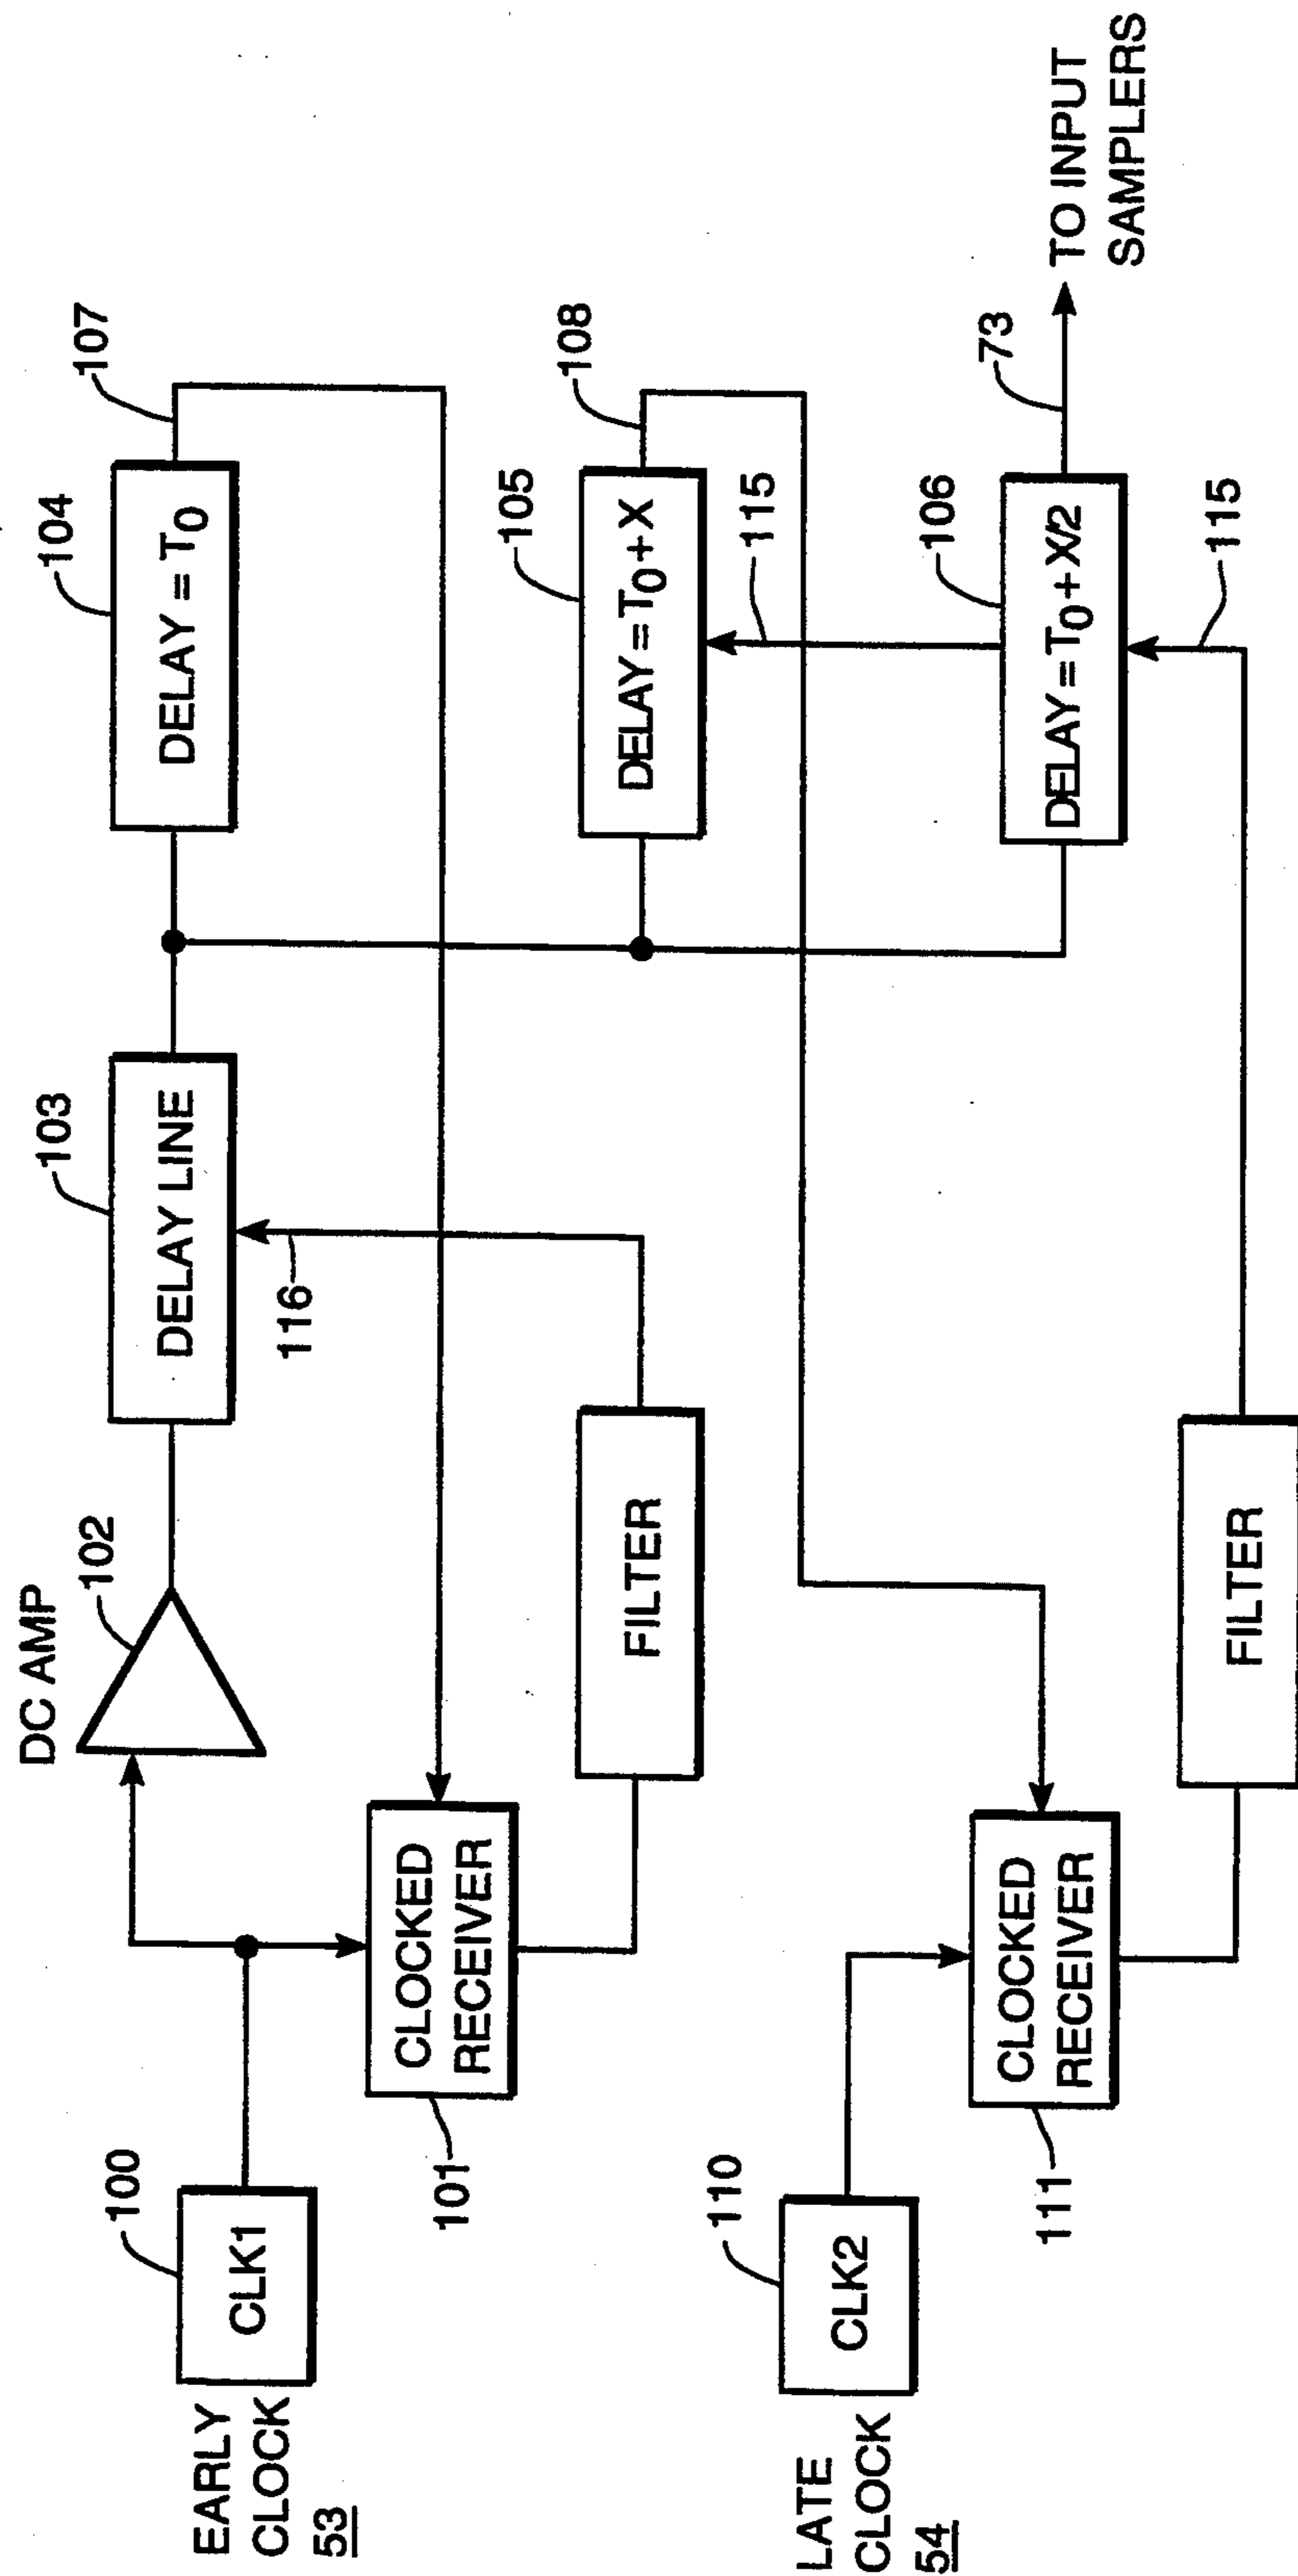 DC AMP
102
103
DELAY LINE
104
DELAY = T0
107
EARLY
CLOCK
53
100
CLK1
101
CLOCKED
RECEIVER
FILTER
116
105
DELAY = T0 + X
108
115
LATE
CLOCK
54
110
CLK2
111
CLOCKED
RECEIVER
FILTER
106
DELAY = T0 + X/2
73
TO INPUT
SAMPLERS
115